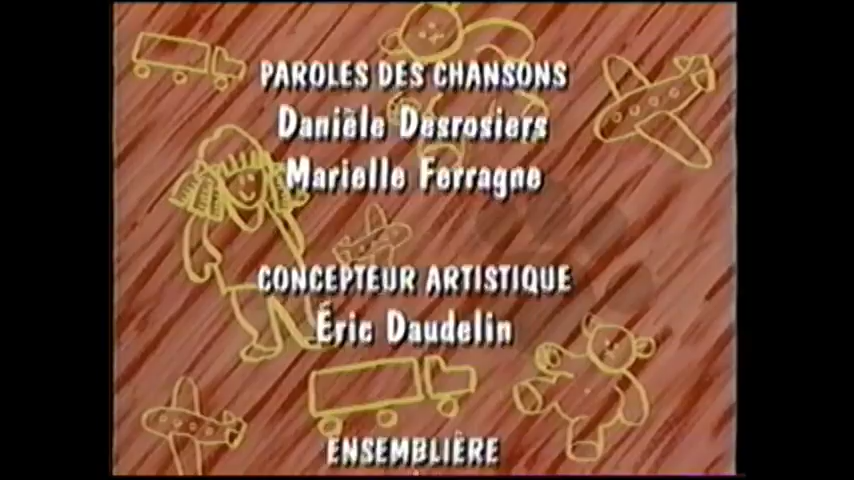 PAROLES DES CHANSONS
Danièle Desrosiers
Marielle Ferragne
CONCEPTEUR ARTISTIQUE
Éric Daudelin
ENSEMBLIÈRE